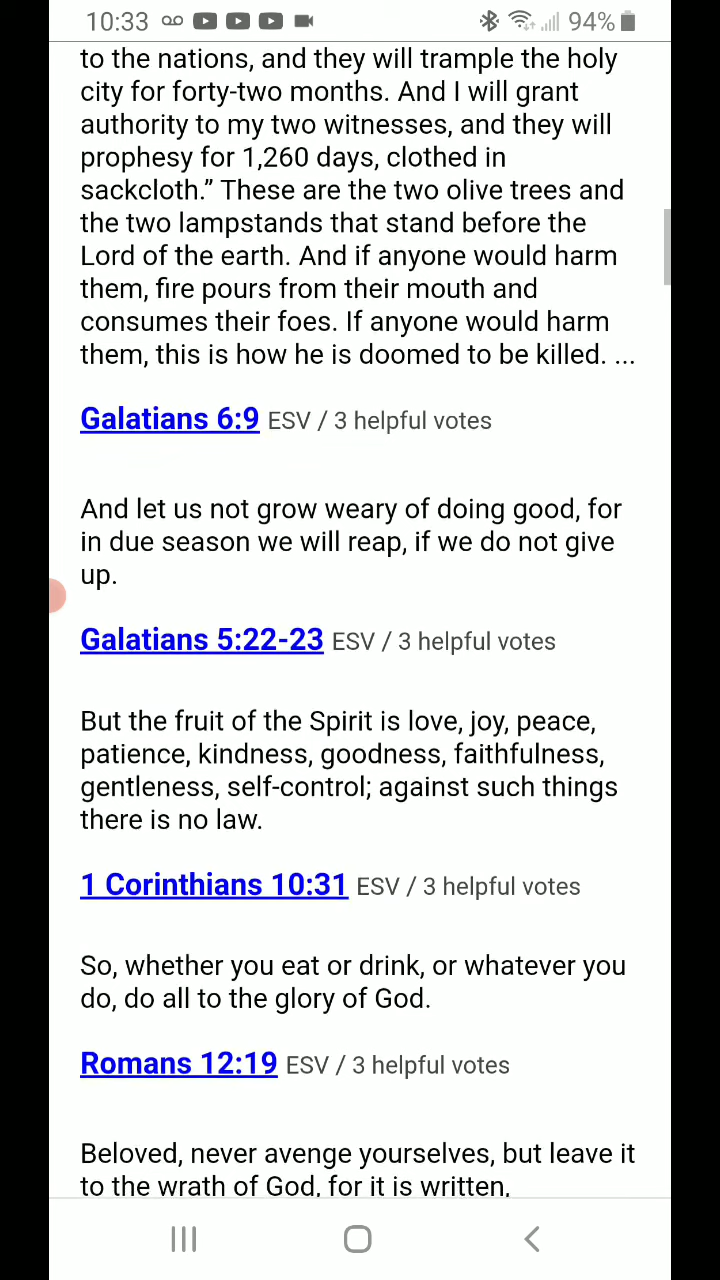 10:33 94%
to the nations, and they will trample the holy
city for forty-two months. And I will grant
authority to my two witnesses, and they will
prophesy for 1,260 days, clothed in
sackcloth.” These are the two olive trees and
the two lampstands that stand before the
Lord of the earth. And if anyone would harm
them, fire pours from their mouth and
consumes their foes. If anyone would harm
them, this is how he is doomed to be killed. ...
Galatians 6:9 ESV / 3 helpful votes
And let us not grow weary of doing good, for
in due season we will reap, if we do not give
up.
Galatians 5:22-23 ESV / 3 helpful votes
But the fruit of the Spirit is love, joy, peace,
patience, kindness, goodness, faithfulness,
gentleness, self-control; against such things
there is no law.
1 Corinthians 10:31 ESV / 3 helpful votes
So, whether you eat or drink, or whatever you
do, do all to the glory of God.
Romans 12:19 ESV / 3 helpful votes
Beloved, never avenge yourselves, but leave it
to the wrath of God, for it is written,